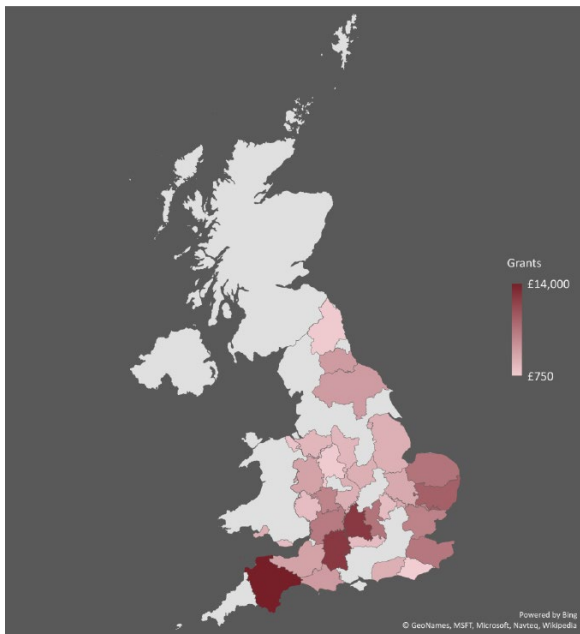 Grants
£14,000
£750
Powered by Bing
© GeoNames, MSFT, Microsoft, Navteq, Wikipedia